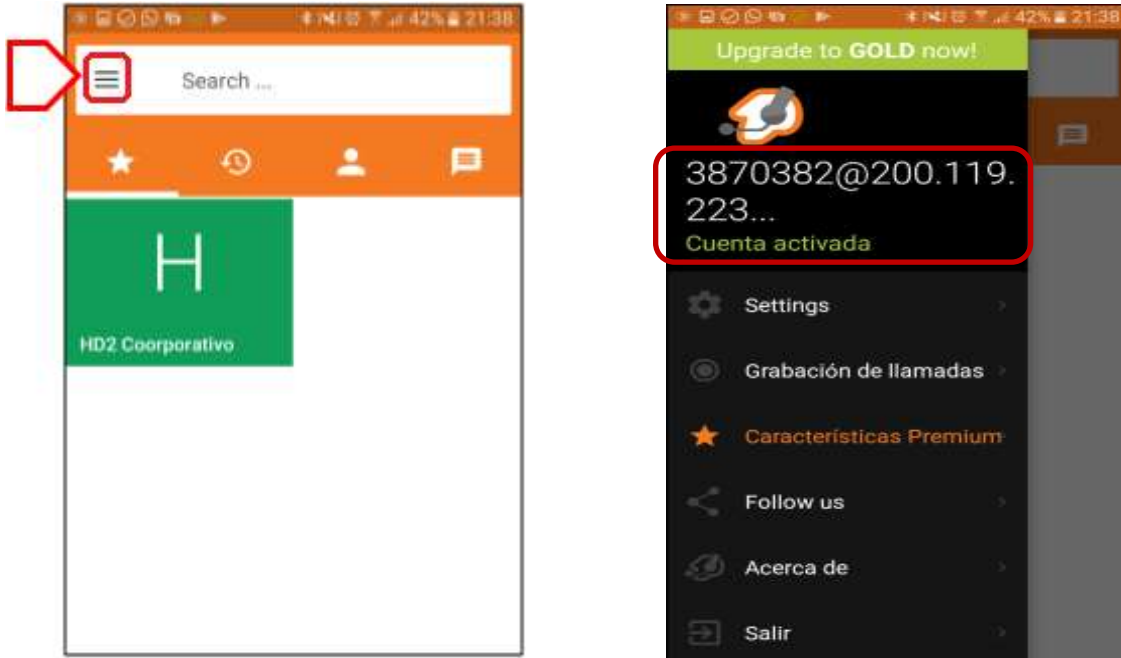 42% 21:38
Search ...
H
HD2 Coorporativo
42% 21:38
Upgrade to GOLD now!
3870382@200.119.
223...
Cuenta activada
Settings
Grabación de llamadas
Características Premium
Follow us
Acerca de
Salir